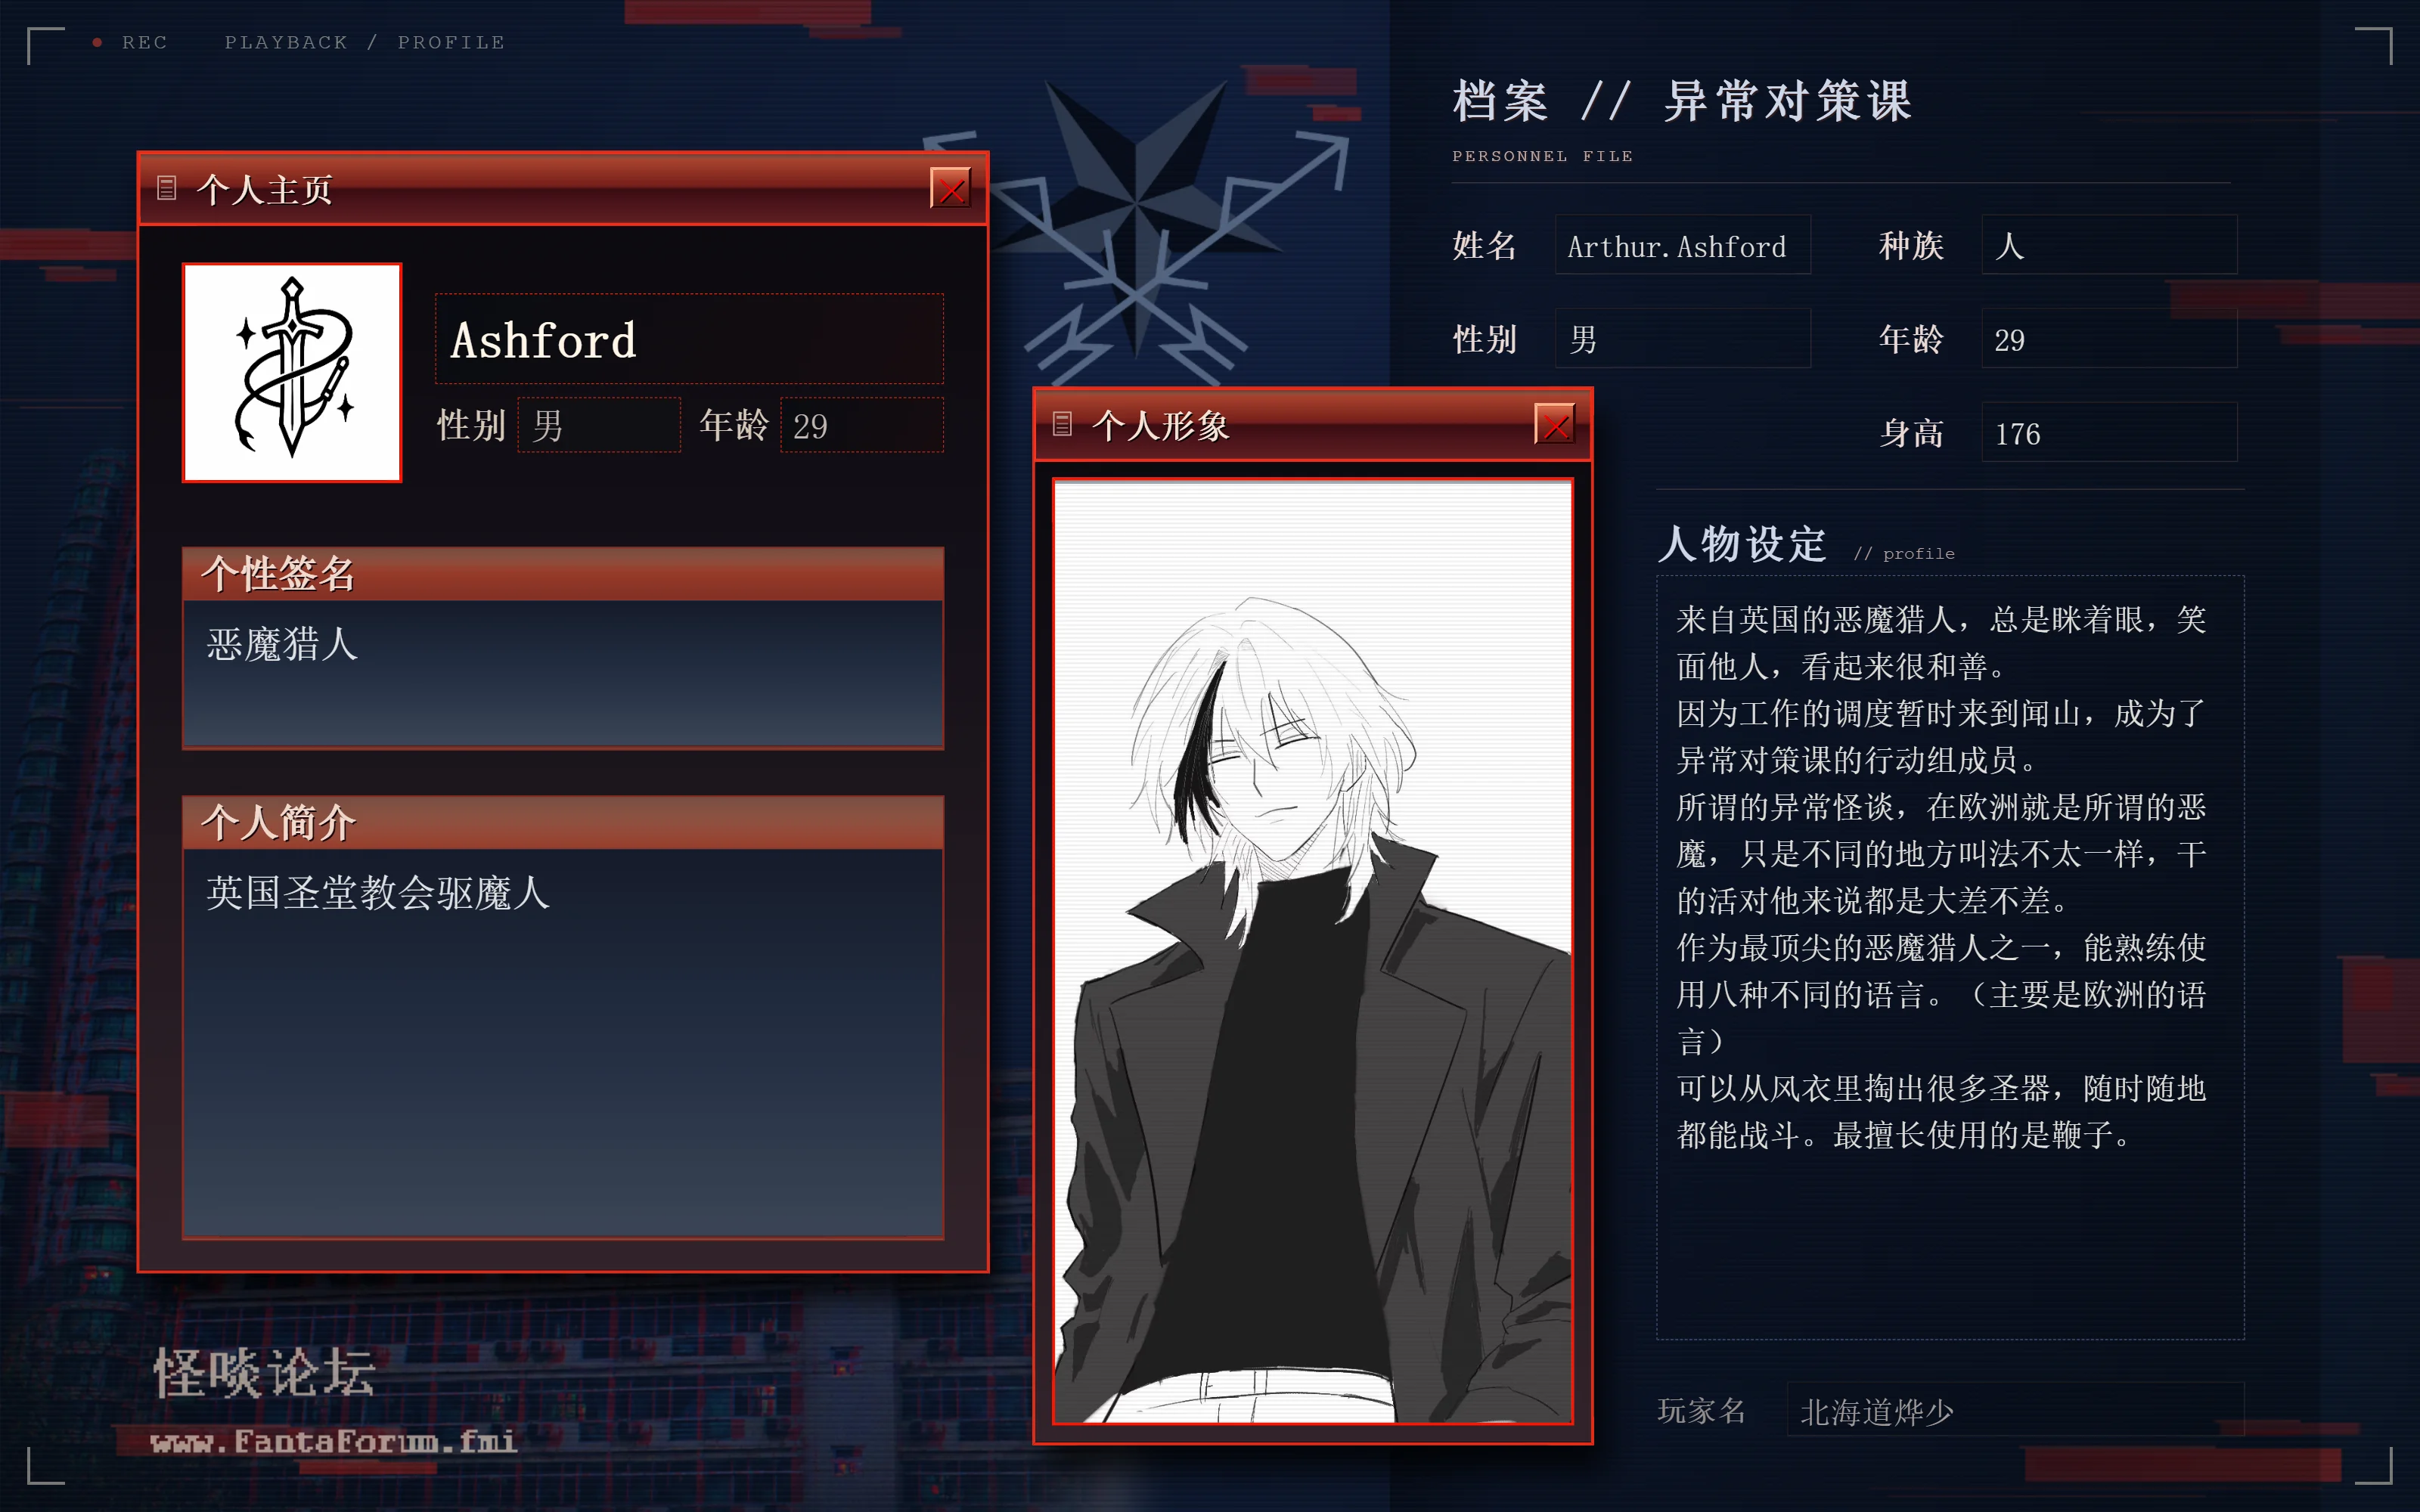 REC PLAYBACK / PROFILE
个人主页
Ashford
性别 男 年龄 29
个性签名
恶魔猎人
个人简介
英国圣堂教会驱魔人
怪啖论坛
www.FantaForum.fmi
个人形象
档案 // 异常对策课
PERSONNEL FILE
姓名 Arthur.Ashford 种族 人
性别 男 年龄 29
身高 176
人物设定 // profile
来自英国的恶魔猎人，总是眯着眼，笑
面他人，看起来很和善。
因为工作的调度暂时来到闻山，成为了
异常对策课的行动组成员。
所谓的异常怪谈，在欧洲就是所谓的恶
魔，只是不同的地方叫法不太一样，干
的活对他来说都是大差不差。
作为最顶尖的恶魔猎人之一，能熟练使
用八种不同的语言。（主要是欧洲的语
言）
可以从风衣里掏出很多圣器，随时随地
都能战斗。最擅长使用的是鞭子。
玩家名 北海道烨少